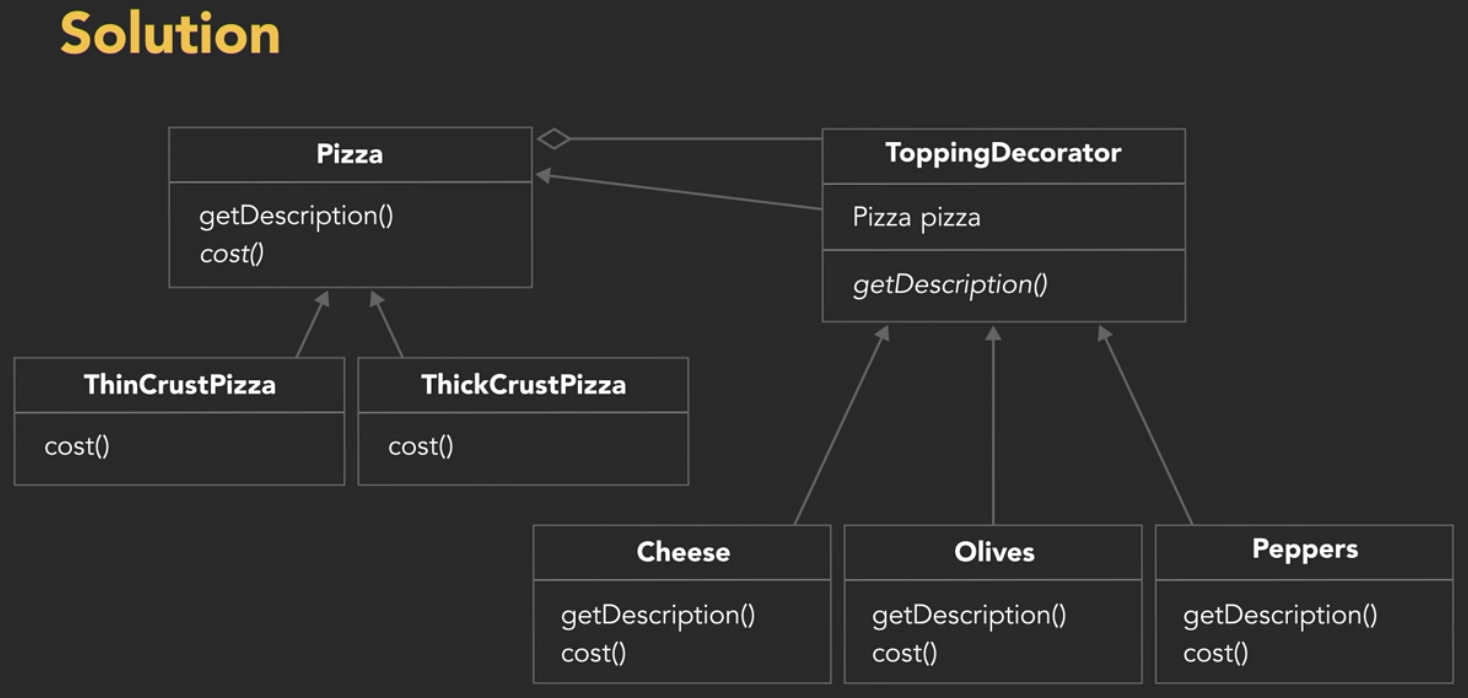 Solution
Pizza
getDescription()
cost()
ToppingDecorator
Pizza pizza
getDescription()
ThinCrustPizza
cost()
ThickCrustPizza
cost()
Cheese
getDescription()
cost()
Olives
getDescription()
cost()
Peppers
getDescription()
cost()